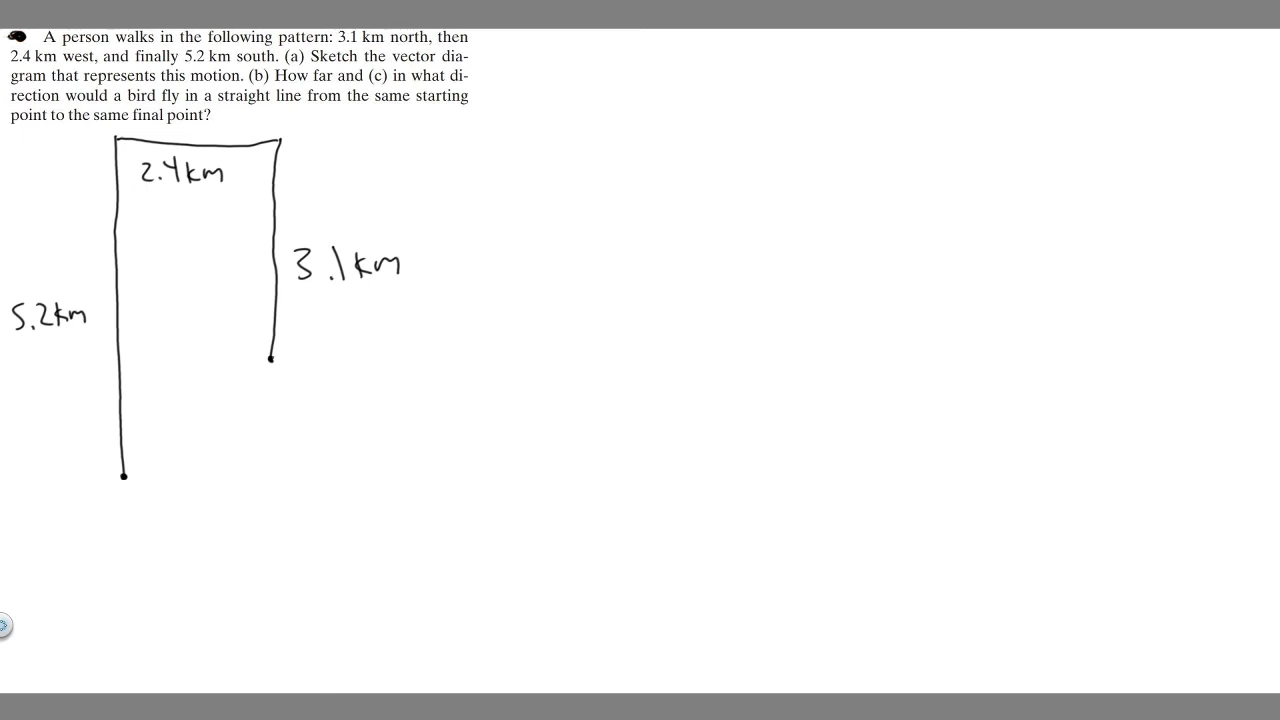 A person walks in the following pattern: 3.1 km north, then
2.4 km west, and finally 5.2 km south. (a) Sketch the vector dia-
gram that represents this motion. (b) How far and (c) in what di-
rection would a bird fly in a straight line from the same starting
point to the same final point?
2.4km
3.1km
5.2km